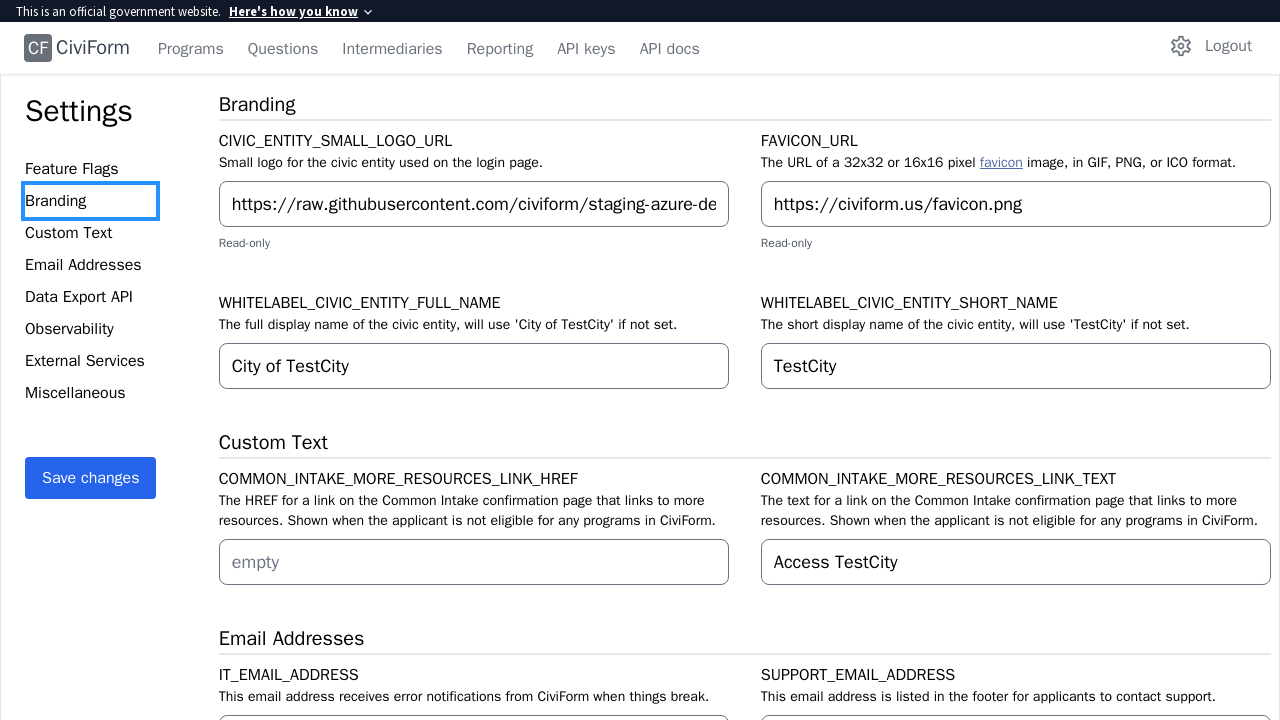 This is an official government website. Here's how you know
CF CiviForm Programs Questions Intermediaries Reporting API keys API docs Logout
Settings
Feature Flags
Branding
Custom Text
Email Addresses
Data Export API
Observability
External Services
Miscellaneous
Save changes
Branding
CIVIC_ENTITY_SMALL_LOGO_URL
Small logo for the civic entity used on the login page.
https://raw.githubusercontent.com/civiform/staging-azure-de
Read-only
FAVICON_URL
The URL of a 32x32 or 16x16 pixel favicon image, in GIF, PNG, or ICO format.
https://civiform.us/favicon.png
Read-only
WHITELABEL_CIVIC_ENTITY_FULL_NAME
The full display name of the civic entity, will use 'City of TestCity' if not set.
City of TestCity
WHITELABEL_CIVIC_ENTITY_SHORT_NAME
The short display name of the civic entity, will use 'TestCity' if not set.
TestCity
Custom Text
COMMON_INTAKE_MORE_RESOURCES_LINK_HREF
The HREF for a link on the Common Intake confirmation page that links to more
resources. Shown when the applicant is not eligible for any programs in CiviForm.
empty
COMMON_INTAKE_MORE_RESOURCES_LINK_TEXT
The text for a link on the Common Intake confirmation page that links to more
resources. Shown when the applicant is not eligible for any programs in CiviForm.
Access TestCity
Email Addresses
IT_EMAIL_ADDRESS
This email address receives error notifications from CiviForm when things break.
SUPPORT_EMAIL_ADDRESS
This email address is listed in the footer for applicants to contact support.